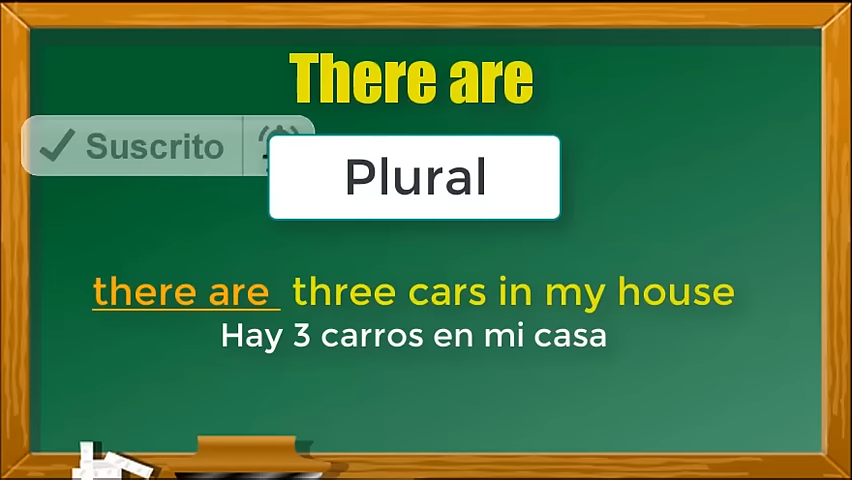 There are
Suscrito
Plural
there are three cars in my house
Hay 3 carros en mi casa